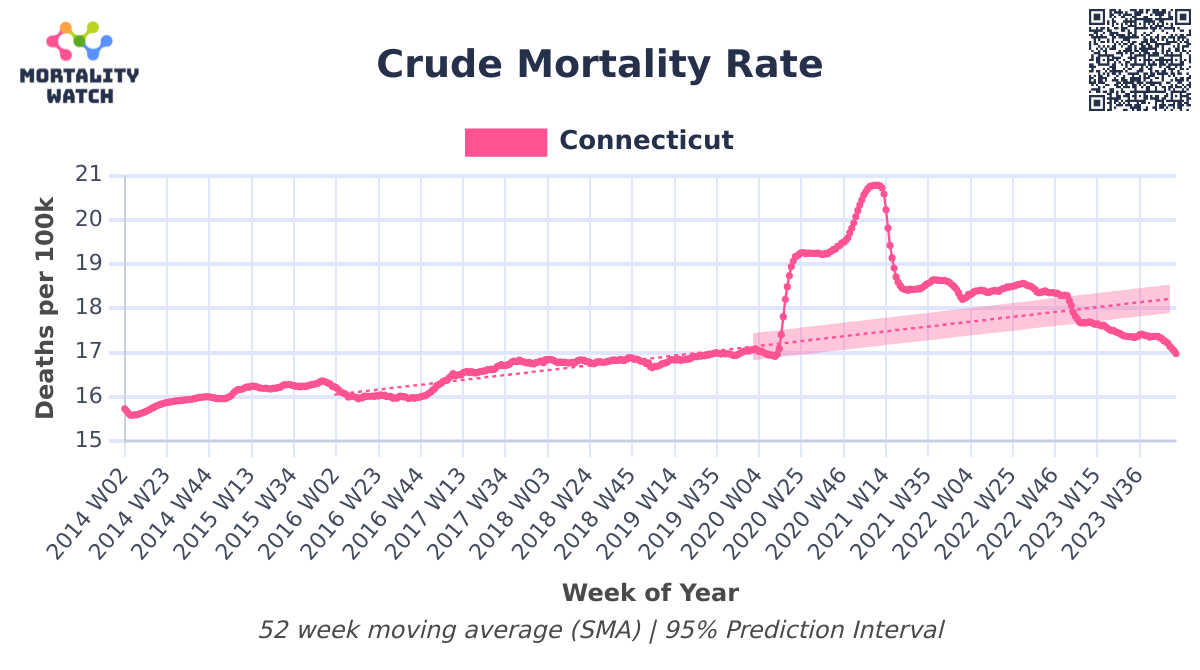 MORTALITY
WATCH
Crude Mortality Rate
Connecticut
Deaths per 100k
21
20
19
18
17
16
15
2014 W02
2014 W23
2014 W44
2015 W13
2015 W34
2016 W02
2016 W23
2016 W44
2017 W13
2017 W34
2018 W03
2018 W24
2018 W45
2019 W14
2019 W35
2020 W04
2020 W25
2020 W46
2021 W14
2021 W35
2022 W04
2022 W25
2022 W46
2023 W15
2023 W36
Week of Year
52 week moving average (SMA) | 95% Prediction Interval